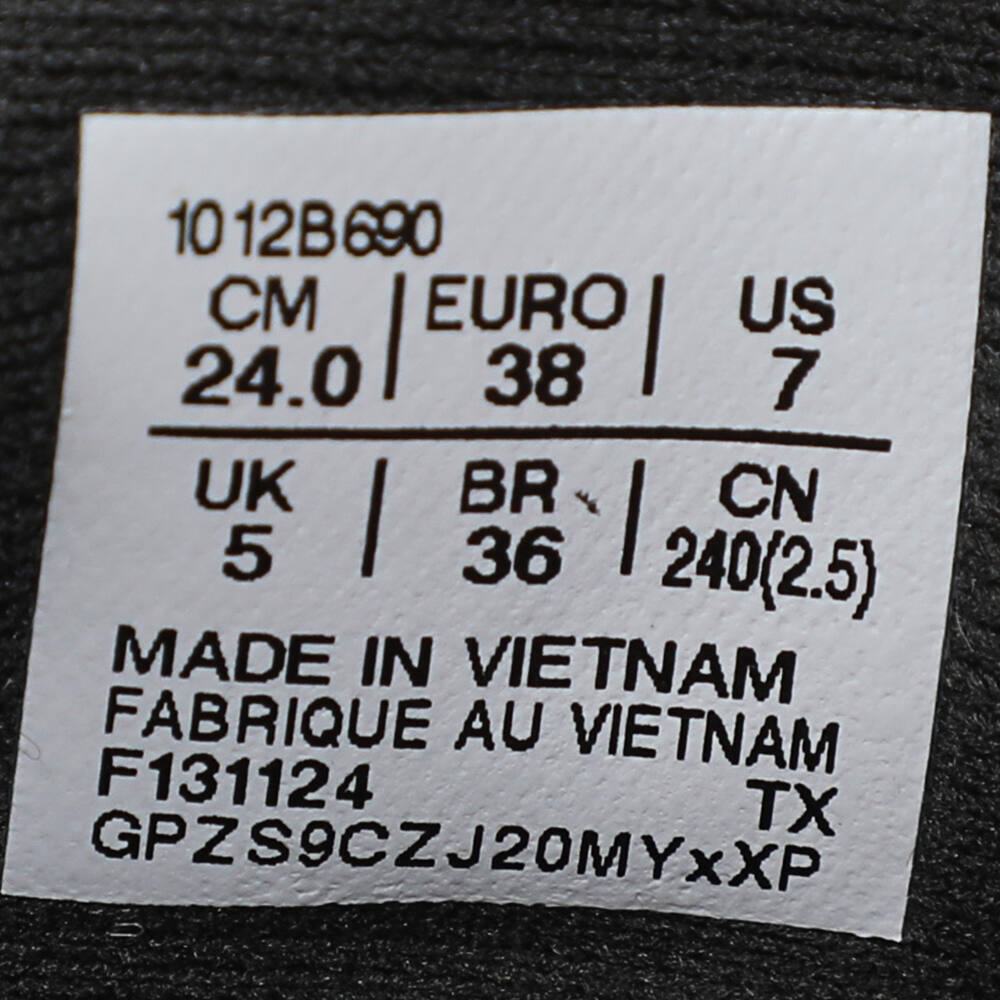 1012B690
CM | EURO | US
24.0 | 38 | 7
UK | BR | CN
5 | 36 | 240(2.5)
MADE IN VIETNAM
FABRIQUE AU VIETNAM
F131124 TX
GPZS9CZJ20MYxXP